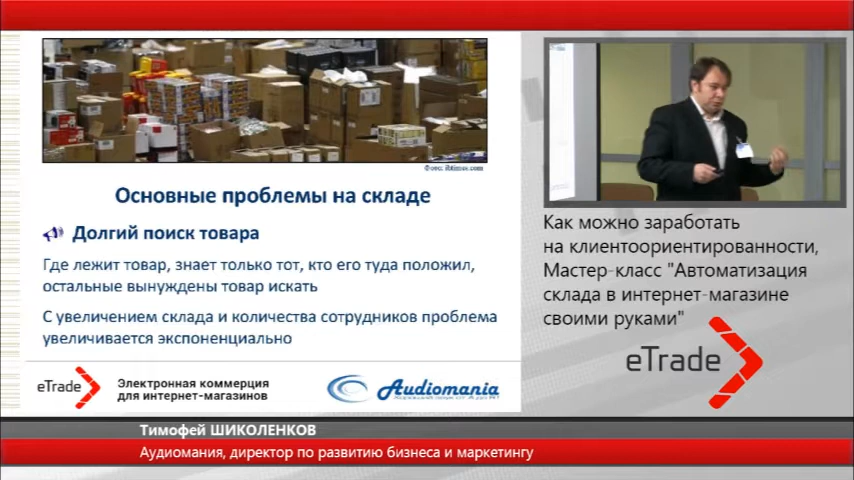 Фото: ibtimes.com
Основные проблемы на складе
Долгий поиск товара
Где лежит товар, знает только тот, кто его туда положил,
остальные вынуждены товар искать
С увеличением склада и количества сотрудников проблема
увеличивается экспоненциально
eTrade
Электронная коммерция
для интернет-магазинов
Audiomania
Как можно заработать
на клиентоориентированности,
Мастер-класс "Автоматизация
склада в интернет-магазине
своими руками"
eTrade
Тимофей ШИКОЛЕНКОВ
Аудиомания, директор по развитию бизнеса и маркетингу